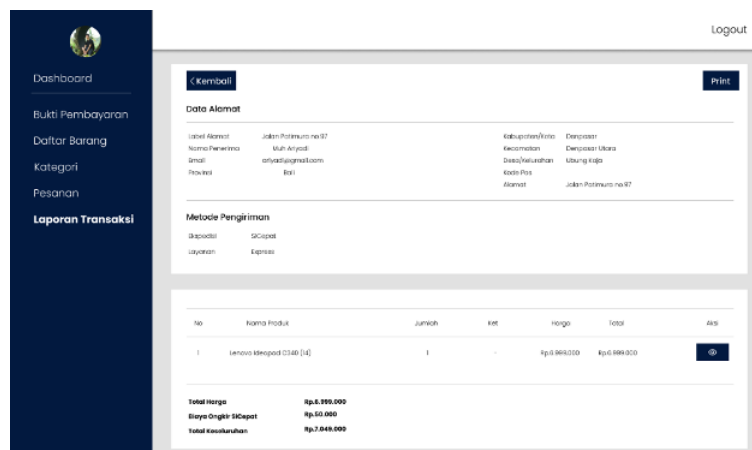 Logout
Dashboard
Bukti Pembayaran
Daftar Barang
Kategori
Pesanan
Laporan Transaksi
< Kembali
Print
Data Alamat
Label Alamat Jalan Patimura no 97
Nama Penerima Muh Ariyadi
Email ariyadi@gmail.com
Provinsi Bali
Kabupaten/Kota Denpasar
Kecamatan Denpasar Utara
Desa/Kelurahan Ubung Kaja
Kode Pos
Alamat Jalan Patimura no 97
Metode Pengiriman
Ekspedisi SiCepat
Layanan Express
No Nama Produk Jumlah Ket Harga Total Aksi
1 Lenovo Ideapad C340 [14] 1 - Rp.6.999.000 Rp.6.999.000
Total Harga Rp.6.999.000
Biaya Ongkir SiCepat Rp.50.000
Total Keseluruhan Rp.7.049.000